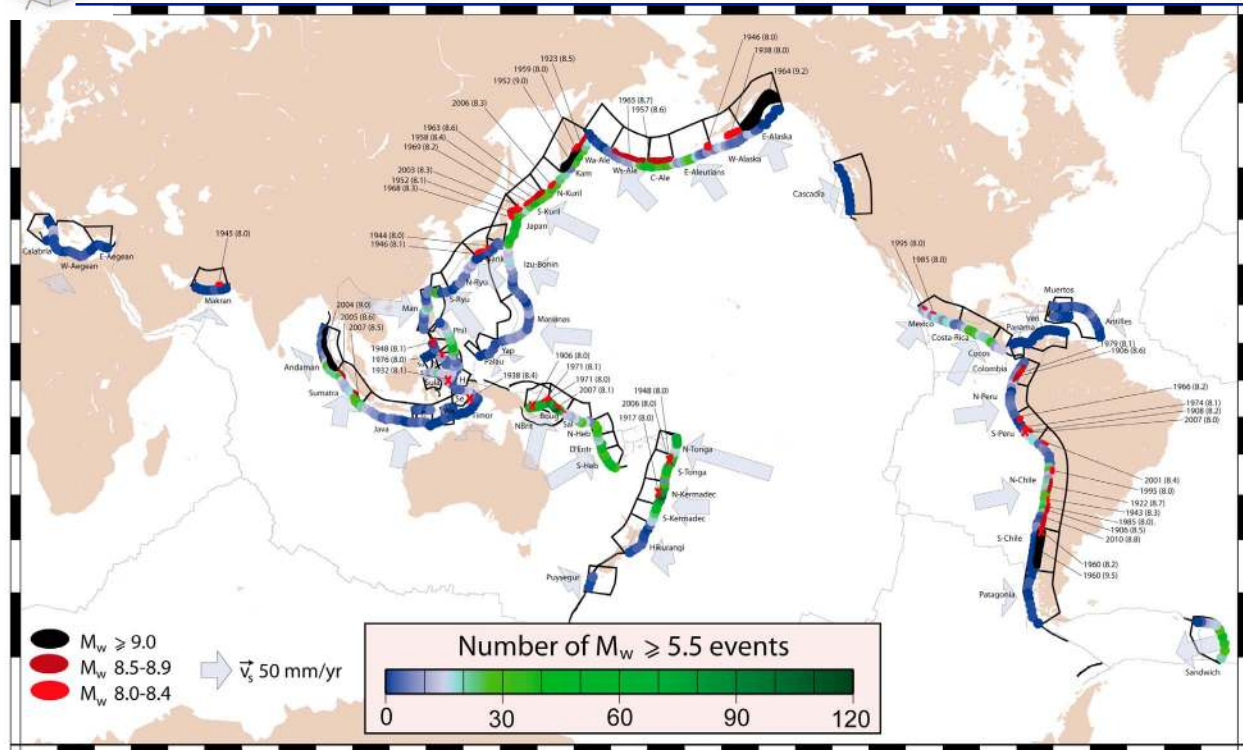 1946 (8.0)
1938 (8.0)
1964 (9.2)
1923 (8.5)
1959 (8.0)
1952 (9.0)
2006 (8.3)
1965 (8.7)
1957 (8.6)
1963 (8.6)
1958 (8.4)
1969 (8.2)
2003 (8.3)
1952 (8.1)
1968 (8.3)
Wa-Ale
Ws-Ale
C-Ale
E-Aleutians
W-Alaska
E-Alaska
Kam
N-Kuril
S-Kuril
Japan
Cascadia
1944 (8.0)
1946 (8.1)
Izu-Bonin
N-Ryu
S-Ryu
Marianas
Yap
Palau
Man
Phil
Calabria
W-Aegean
E-Aegean
1945 (8.0)
Makran
2004 (9.0)
2005 (8.6)
2007 (8.5)
1948 (8.1)
1976 (8.0)
1932 (8.1)
Andaman
Sumatra
Java
Timor
Se
1938 (8.4)
1906 (8.0)
1971 (8.1)
1971 (8.0)
2007 (8.1)
NBrit
Boug
Sal
N-Heb
D'Entr
S-Heb
1948 (8.0)
2006 (8.0)
1917 (8.0)
N-Tonga
S-Tonga
N-Kermadec
S-Kermadec
Hikurangi
Puysegur
1995 (8.0)
1985 (8.0)
Mexico
Costa-Rica
Cocos
Muertos
Ven
Panama
Antilles
1979 (8.1)
1906 (8.6)
Colombia
N-Peru
S-Peru
1966 (8.2)
1974 (8.1)
1908 (8.2)
2007 (8.0)
N-Chile
2001 (8.4)
1995 (8.0)
1922 (8.7)
1943 (8.3)
1985 (8.0)
1906 (8.5)
2010 (8.8)
S-Chile
1960 (8.2)
1960 (9.5)
Patagonia
Sandwich
Mw ⩾ 9.0
Mw 8.5-8.9
Mw 8.0-8.4
v⃗s 50 mm/yr
Number of Mw ⩾ 5.5 events
0 30 60 90 120